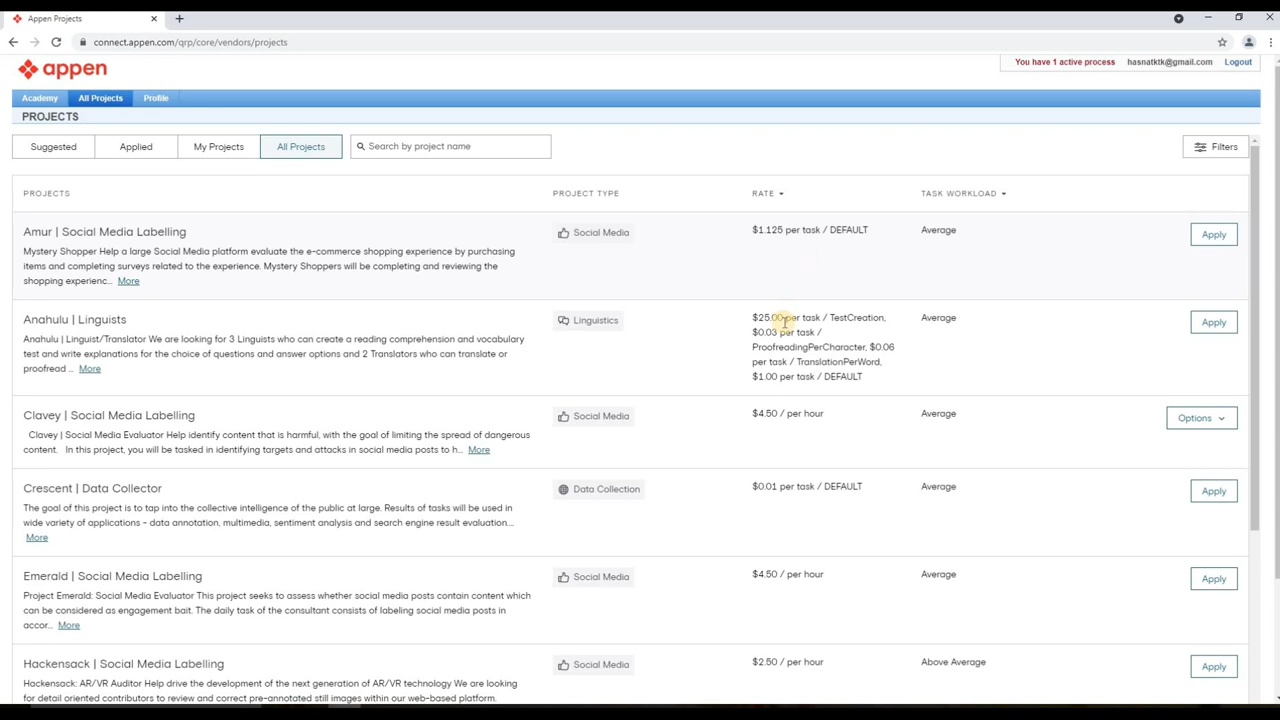 Appen Projects
connect.appen.com/qrp/core/vendors/projects
appen
You have 1 active process hasnatktk@gmail.com Logout
Academy All Projects Profile
PROJECTS
Suggested Applied My Projects All Projects Search by project name Filters
PROJECTS PROJECT TYPE RATE TASK WORKLOAD
Amur | Social Media Labelling Social Media $1.125 per task / DEFAULT Average Apply
Mystery Shopper Help a large Social Media platform evaluate the e-commerce shopping experience by purchasing
items and completing surveys related to the experience. Mystery Shoppers will be completing and reviewing the
shopping experienc... More
Anahulu | Linguists Linguistics $25.00 per task / TestCreation, Average Apply
$0.03 per task /
Anahulu | Linguist/Translator We are looking for 3 Linguists who can create a reading comprehension and vocabulary
ProofreadingPerCharacter, $0.06
test and write explanations for the choice of questions and answer options and 2 Translators who can translate or
per task / TranslationPerWord,
proofread ... More
$1.00 per task / DEFAULT
Clavey | Social Media Labelling Social Media $4.50 / per hour Average Options
Clavey | Social Media Evaluator Help identify content that is harmful, with the goal of limiting the spread of dangerous
content. In this project, you will be tasked in identifying targets and attacks in social media posts to h... More
Crescent | Data Collector Data Collection $0.01 per task / DEFAULT Average Apply
The goal of this project is to tap into the collective intelligence of the public at large. Results of tasks will be used in
wide variety of applications - data annotation, multimedia, sentiment analysis and search engine result evaluation....
More
Emerald | Social Media Labelling Social Media $4.50 / per hour Average Apply
Project Emerald: Social Media Evaluator This project seeks to assess whether social media posts contain content which
can be considered as engagement bait. The daily task of the consultant consists of labeling social media posts in
accor... More
Hackensack | Social Media Labelling Social Media $2.50 / per hour Above Average Apply
Hackensack: AR/VR Auditor Help drive the development of the next generation of AR/VR technology We are looking
for detail oriented contributors to review and correct pre-annotated still images within our web-based platform.